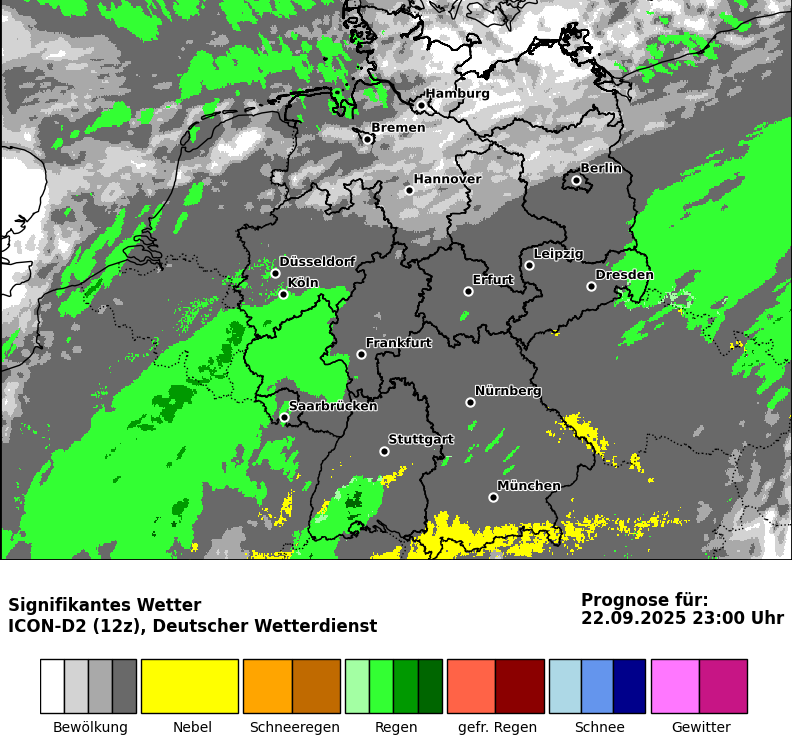 Hamburg
Bremen
Berlin
Hannover
Düsseldorf
Leipzig
Köln
Erfurt
Dresden
Frankfurt
Nürnberg
Saarbrücken
Stuttgart
München
Signifikantes Wetter
ICON-D2 (12z), Deutscher Wetterdienst
Prognose für:
22.09.2025 23:00 Uhr
Bewölkung
Nebel
Schneeregen
Regen
gefr. Regen
Schnee
Gewitter